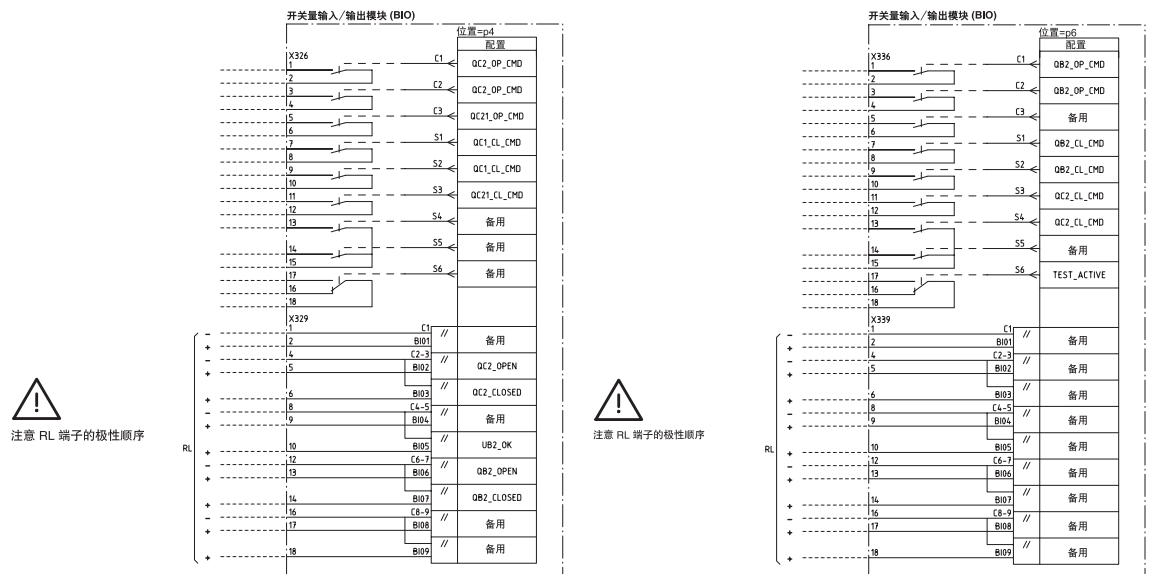 开关量输入/输出模块 (BIO)
位置=p4
配置
X326
1 C1 QC2_OP_CMD
2
3 C2 QC2_OP_CMD
4
5 C3 QC21_OP_CMD
6
7 S1 QC1_CL_CMD
8
9 S2 QC1_CL_CMD
10
11 S3 QC21_CL_CMD
12
13 S4 备用
14 S5 备用
15
17 S6 备用
16
18
X329
- 1 C1 // 备用
+ 2 BI01
- 4 C2-3 // QC2_OPEN
+ 5 BI02
// QC2_CLOSED
+ 6 BI03
- 8 C4-5 // 备用
+ 9 BI04
// UB2_OK
+ 10 BI05
- 12 C6-7 // QB2_OPEN
+ 13 BI06
// QB2_CLOSED
+ 14 BI07
- 16 C8-9 // 备用
+ 17 BI08
// 备用
+ 18 BI09
RL
注意 RL 端子的极性顺序
开关量输入/输出模块 (BIO)
位置=p6
配置
X336
1 C1 QB2_OP_CMD
2
3 C2 QB2_OP_CMD
4
5 C3 备用
6
7 S1 QB2_CL_CMD
8
9 S2 QB2_CL_CMD
10
11 S3 QC2_CL_CMD
12
13 S4 QC2_CL_CMD
14 S5 备用
15
17 S6 TEST_ACTIVE
16
18
X339
- 1 C1 // 备用
+ 2 BI01
- 4 C2-3 // 备用
+ 5 BI02
// 备用
+ 6 BI03
- 8 C4-5 // 备用
+ 9 BI04
// 备用
+ 10 BI05
- 12 C6-7 // 备用
+ 13 BI06
// 备用
+ 14 BI07
- 16 C8-9 // 备用
+ 17 BI08
// 备用
+ 18 BI09
RL
注意 RL 端子的极性顺序